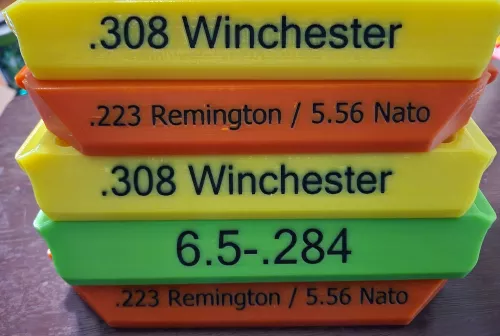 .308 Winchester
.223 Remington / 5.56 Nato
.308 Winchester
6.5-.284
.223 Remington / 5.56 Nato